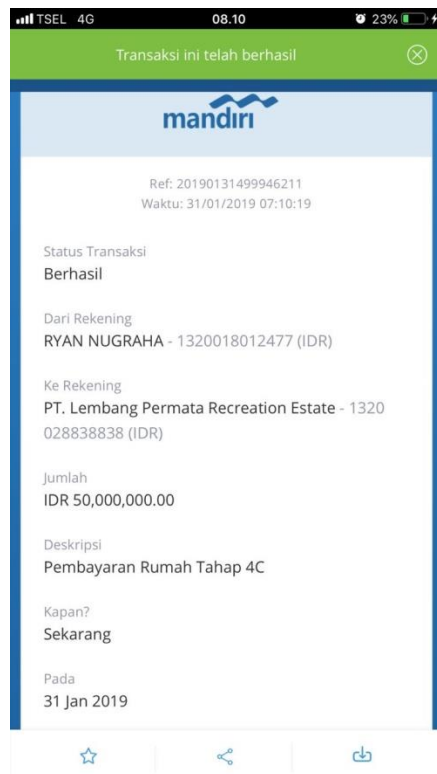 TSEL 4G 08.10 23%
Transaksi ini telah berhasil
mandiri
Ref: 20190131499946211
Waktu: 31/01/2019 07:10:19
Status Transaksi
Berhasil
Dari Rekening
RYAN NUGRAHA - 1320018012477 (IDR)
Ke Rekening
PT. Lembang Permata Recreation Estate - 1320
028838838 (IDR)
Jumlah
IDR 50,000,000.00
Deskripsi
Pembayaran Rumah Tahap 4C
Kapan?
Sekarang
Pada
31 Jan 2019